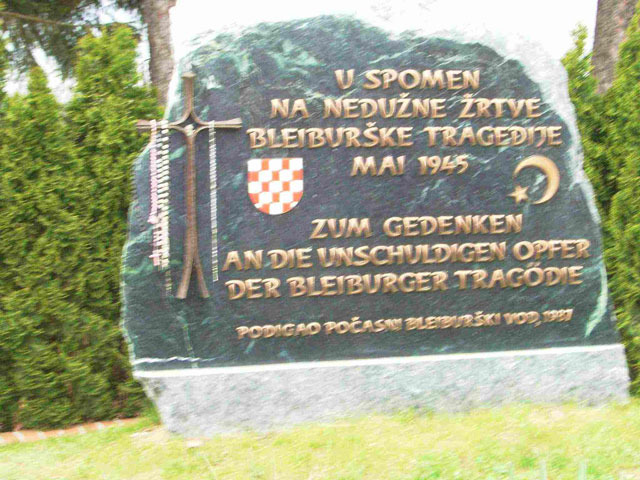 U SPOMEN
NA NEDUŽNE ŽRTVE
BLEIBURŠKE TRAGEDIJE
MAI 1945
ZUM GEDENKEN
AN DIE UNSCHULDIGEN OPFER
DER BLEIBURGER TRAGÖDIE
PODIGAO POČASNI BLEIBURŠKI VOD, 1987